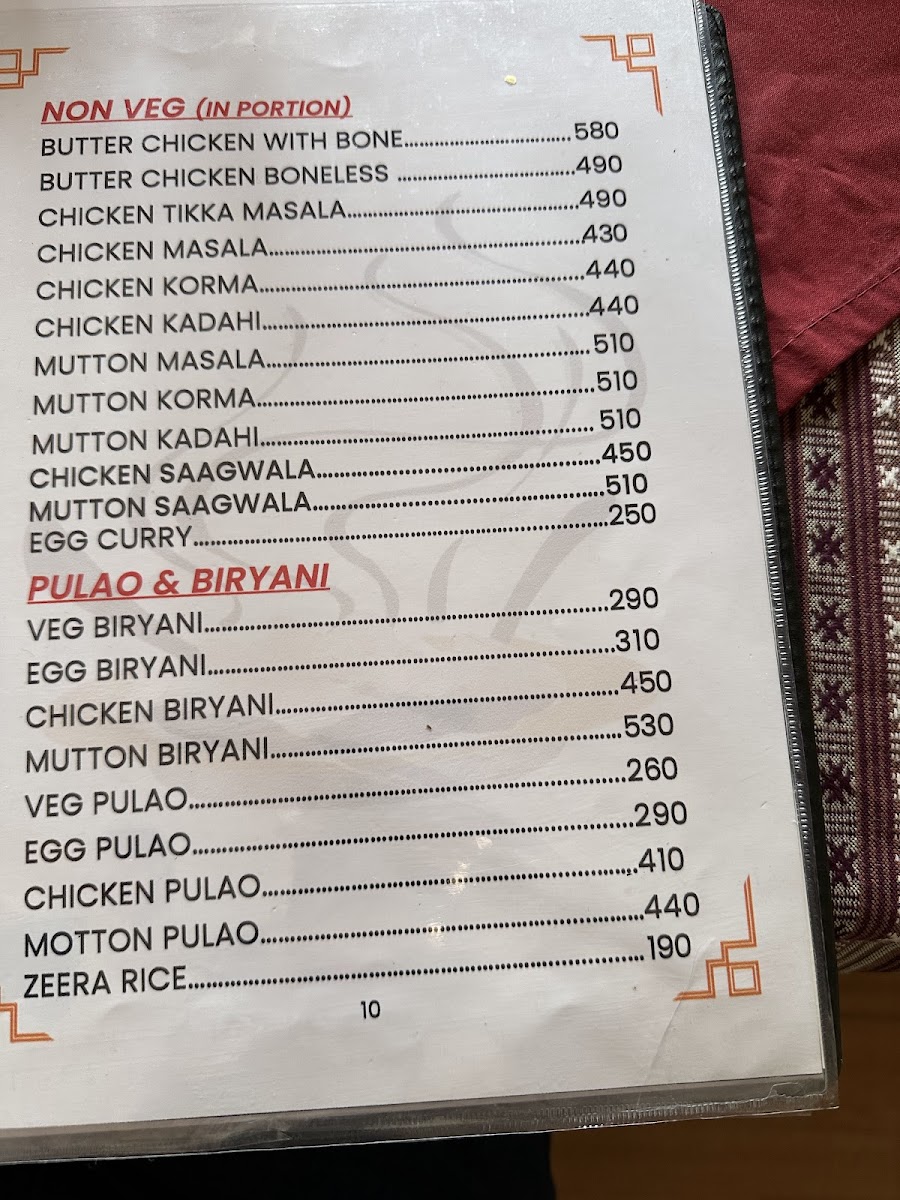 NON VEG (IN PORTION)
BUTTER CHICKEN WITH BONE..............................580
BUTTER CHICKEN BONELESS ................................490
CHICKEN TIKKA MASALA.........................................490
CHICKEN MASALA.......................................................430
CHICKEN KORMA.........................................................440
CHICKEN KADAHI.........................................................440
MUTTON MASALA.........................................................510
MUTTON KORMA...........................................................510
MUTTON KADAHI.......................................................... 510
CHICKEN SAAGWALA.................................................450
MUTTON SAAGWALA..................................................510
EGG CURRY.....................................................................250
PULAO & BIRYANI
VEG BIRYANI....................................................................290
EGG BIRYANI....................................................................310
CHICKEN BIRYANI..........................................................450
MUTTON BIRYANI...........................................................530
VEG PULAO......................................................................260
EGG PULAO......................................................................290
CHICKEN PULAO............................................................410
MOTTON PULAO.............................................................440
ZEERA RICE.......................................................................190
10